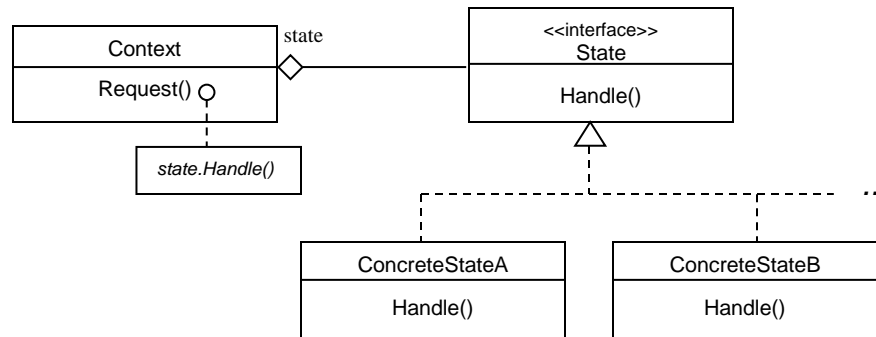 Context
Request()
state
<<interface>>
State
Handle()
state.Handle()
..
ConcreteStateA
Handle()
ConcreteStateB
Handle()